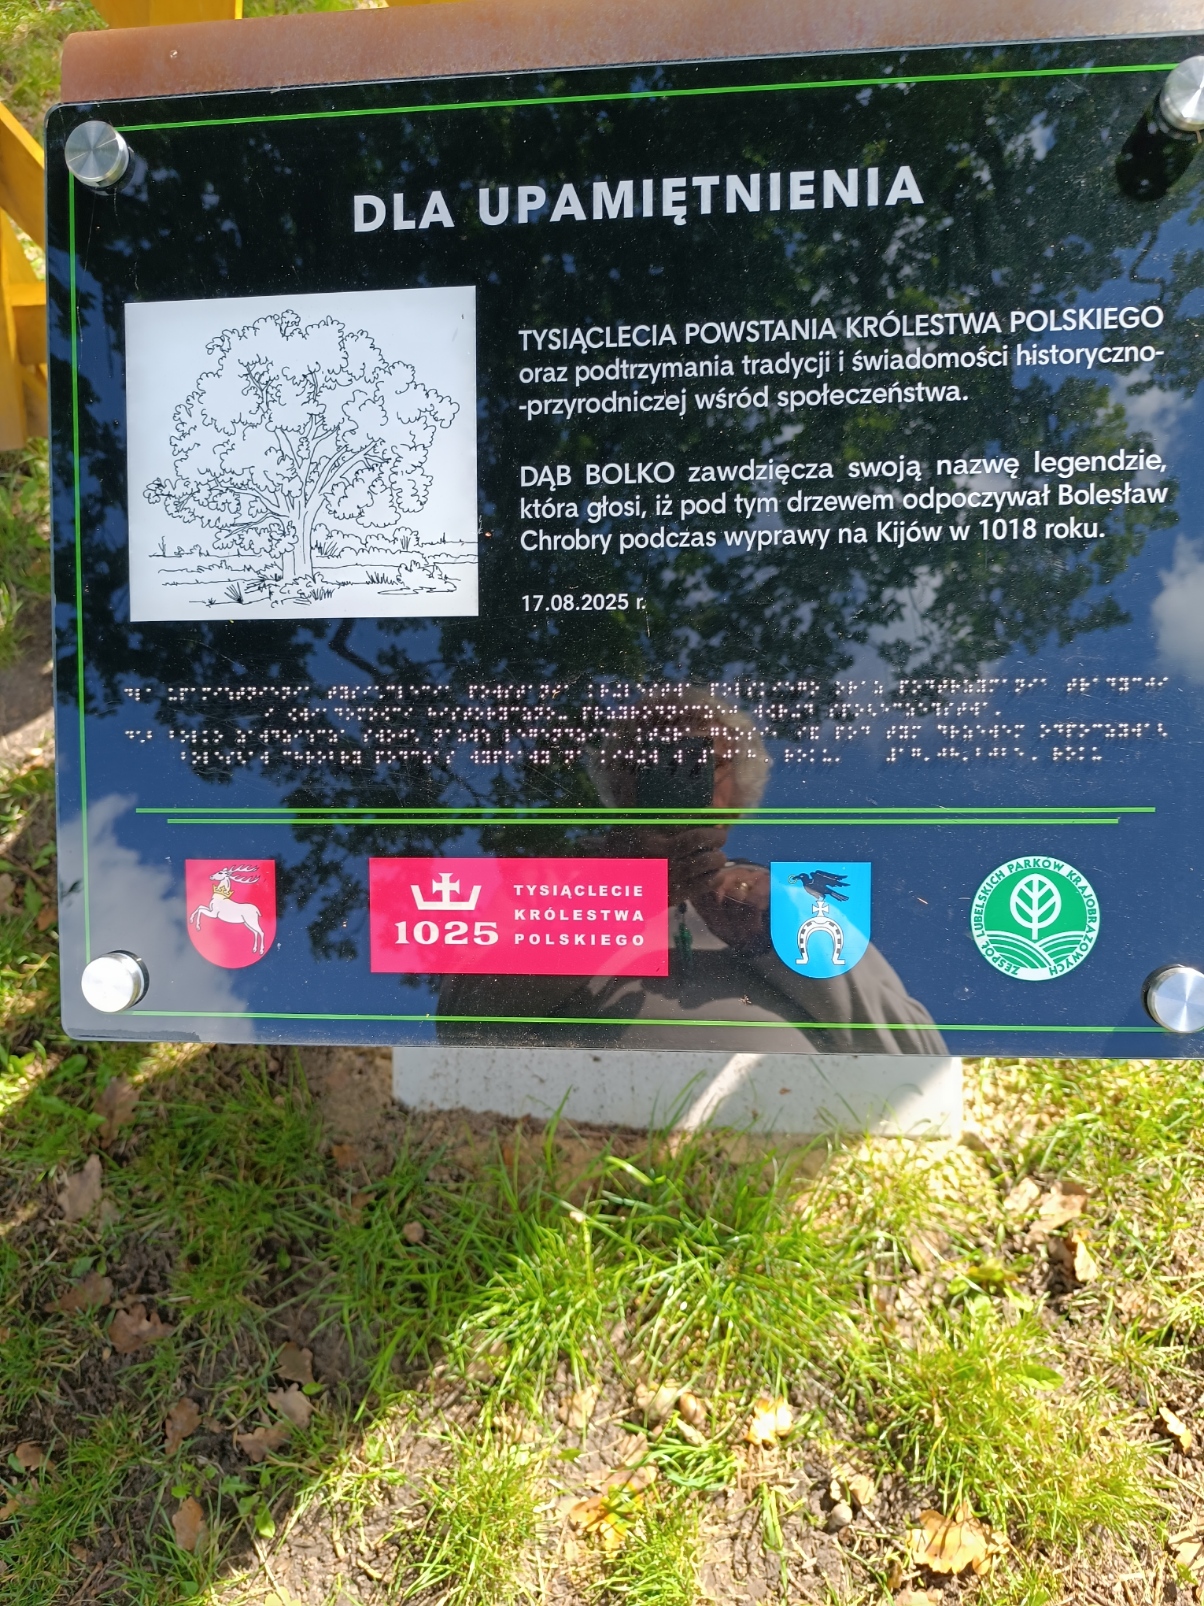 DLA UPAMIĘTNIENIA
TYSIĄCLECIA POWSTANIA KRÓLESTWA POLSKIEGO
oraz podtrzymania tradycji i świadomości historyczno-
-przyrodniczej wśród społeczeństwa.
DĄB BOLKO zawdzięcza swoją nazwę legendzie,
która głosi, iż pod tym drzewem odpoczywał Bolesław
Chrobry podczas wyprawy na Kijów w 1018 roku.
17.08.2025 r.
1025
TYSIĄCLECIE
KRÓLESTWA
POLSKIEGO
ZESPÓŁ LUBELSKICH PARKÓW KRAJOBRAZOWYCH